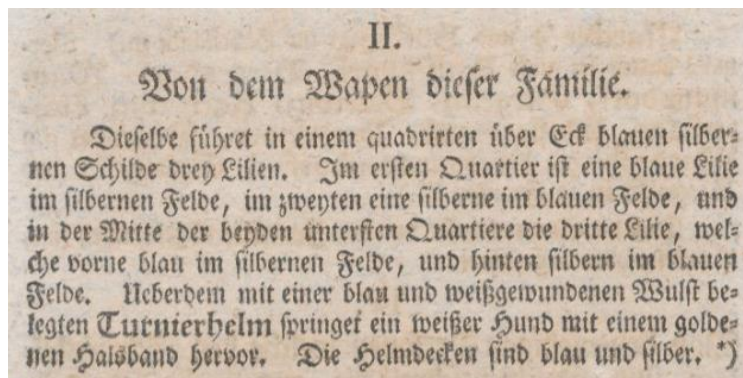 II.
Von dem Wapen dieser Familie.
Dieselbe führet in einem quadrirten über Eck blauen silber-
nen Schilde drey Lilien. Im ersten Quartier ist eine blaue Lilie
im silbernen Felde, im zweyten eine silberne im blauen Felde, und
in der Mitte der beyden untersten Quartiere die dritte Lilie, wel-
che vorne blau im silbernen Felde, und hinten silbern im blauen
Felde. Ueberdem mit einer blau und weißgewundenen Wulst be-
legten Turnierhelm springet ein weißer Hund mit einem golde-
nen Halsband hervor. Die Helmdecken sind blau und silber. *)